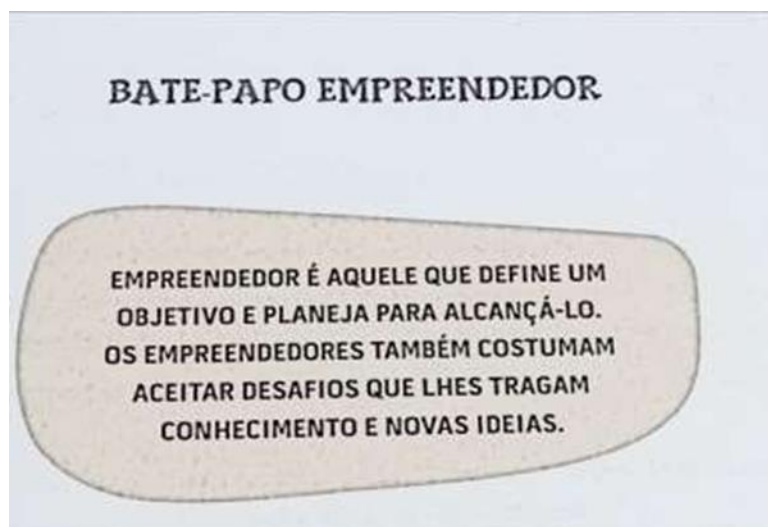 BATE-PAPO EMPREENDEDOR
EMPREENDEDOR É AQUELE QUE DEFINE UM
OBJETIVO E PLANEJA PARA ALCANÇÁ-LO.
OS EMPREENDEDORES TAMBÉM COSTUMAM
ACEITAR DESAFIOS QUE LHES TRAGAM
CONHECIMENTO E NOVAS IDEIAS.